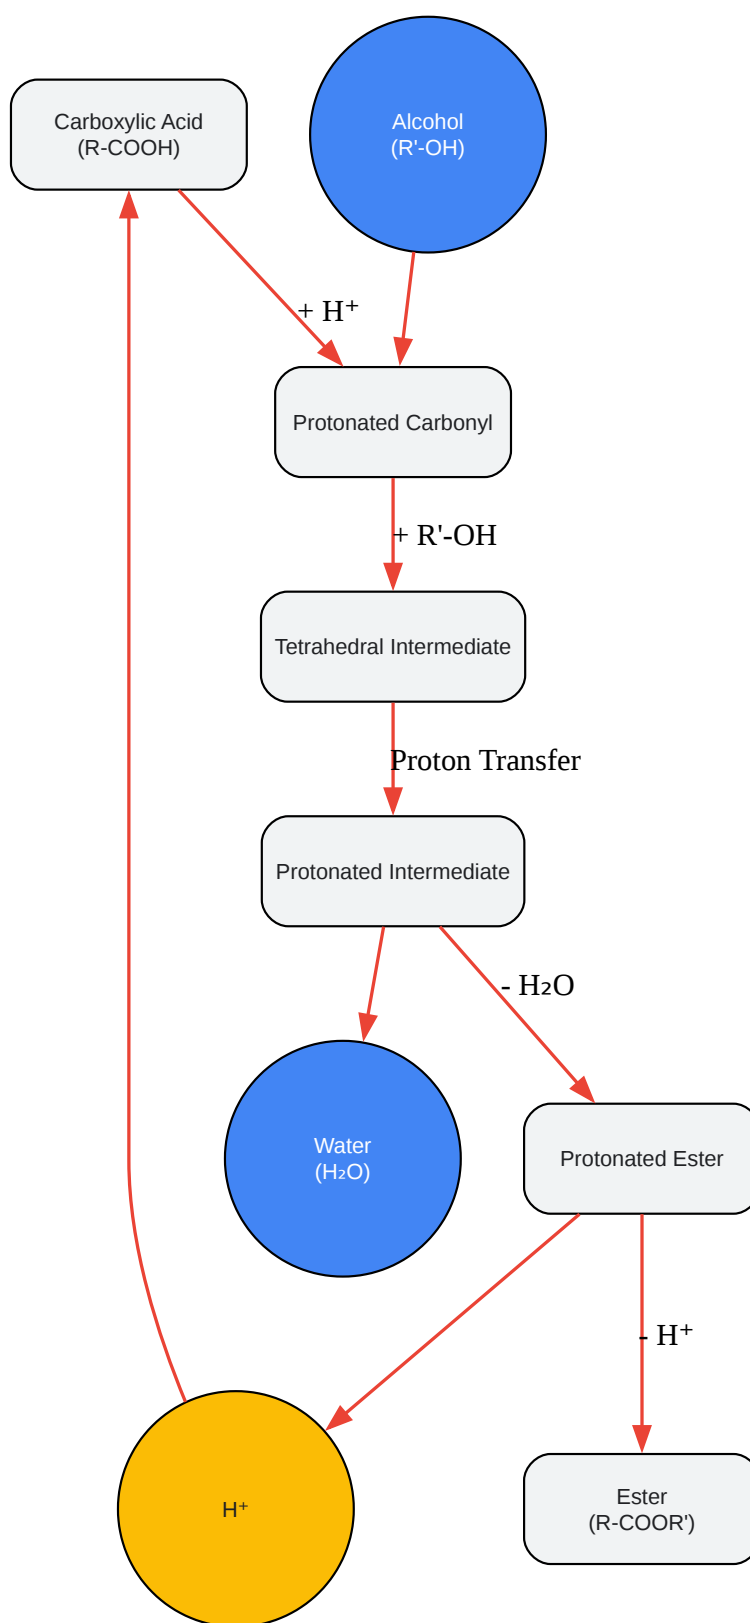 Carboxylic Acid
(R-COOH)
Alcohol
(R'-OH)
+ H⁺
Protonated Carbonyl
+ R'-OH
Tetrahedral Intermediate
Proton Transfer
Protonated Intermediate
- H₂O
Water
(H₂O)
Protonated Ester
- H⁺
H⁺
Ester
(R-COOR')